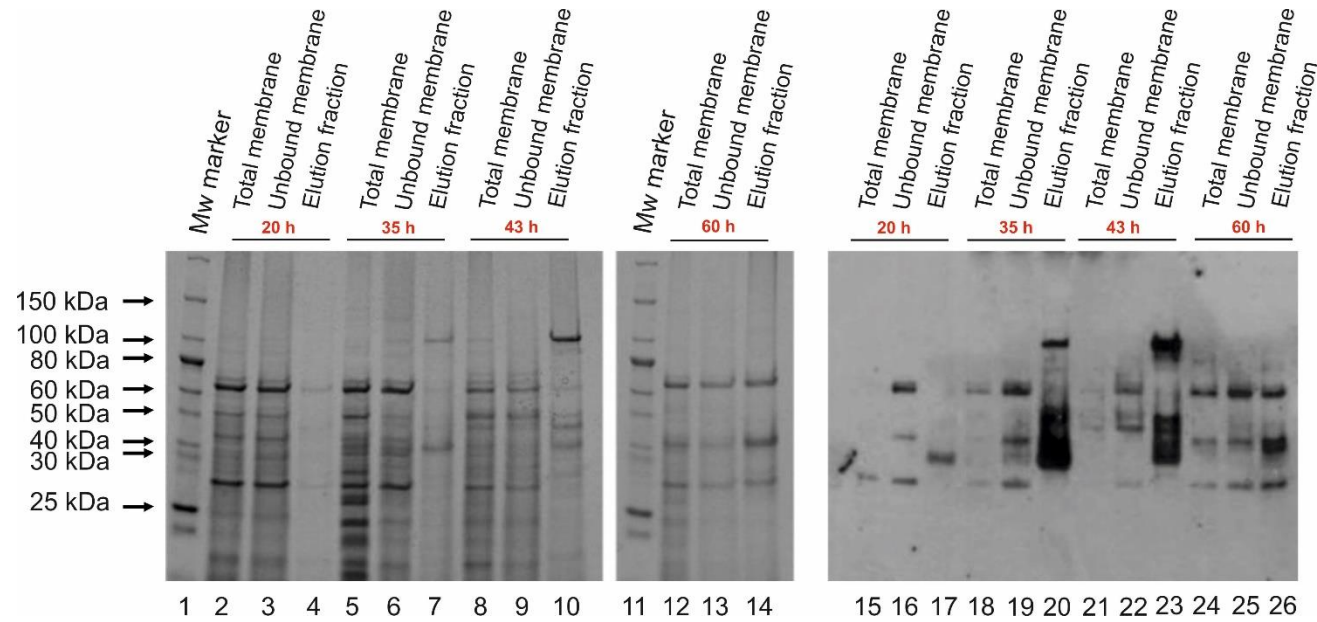 Mw marker
Total membrane
Unbound membrane
Elution fraction
Total membrane
Unbound membrane
Elution fraction
Total membrane
Unbound membrane
Elution fraction
Mw marker
Total membrane
Unbound membrane
Elution fraction
Total membrane
Unbound membrane
Elution fraction
Total membrane
Unbound membrane
Elution fraction
Total membrane
Unbound membrane
Elution fraction
Total membrane
Unbound membrane
Elution fraction
20 h 35 h 43 h 60 h 20 h 35 h 43 h 60 h
150 kDa
100 kDa
80 kDa
60 kDa
50 kDa
40 kDa
30 kDa
25 kDa
1 2 3 4 5 6 7 8 9 10 11 12 13 14 15 16 17 18 19 20 21 22 23 24 25 26